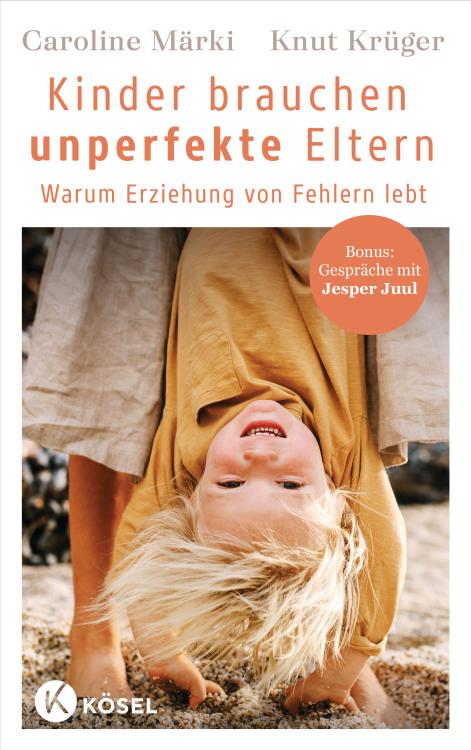 Caroline Märki Knut Krüger
Kinder brauchen
unperfekte Eltern
Warum Erziehung von Fehlern lebt
Bonus:
Gespräche mit
Jesper Juul
KÖSEL